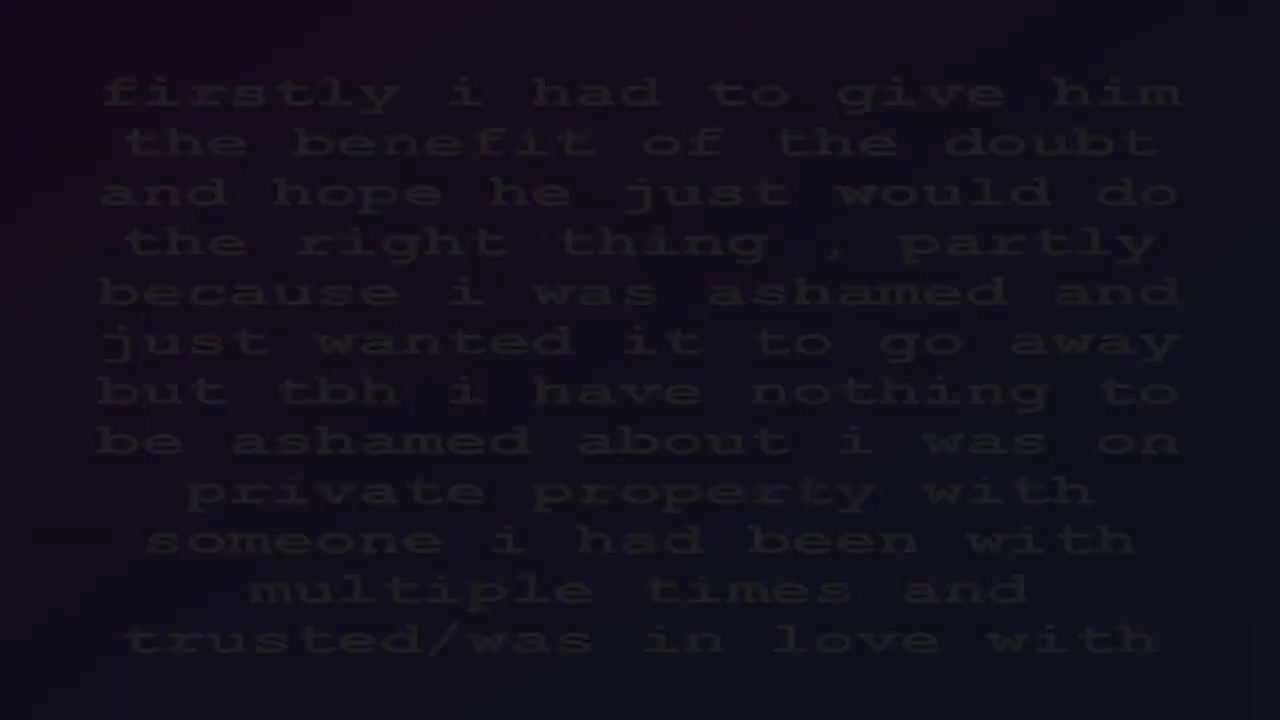 firstly i had to give him
the benefit of the doubt
and hope he just would do
the right thing , partly
because i was ashamed and
just wanted it to go away
but tbh i have nothing to
be ashamed about i was on
private property with
someone i had been with
multiple times and
trusted/was in love with